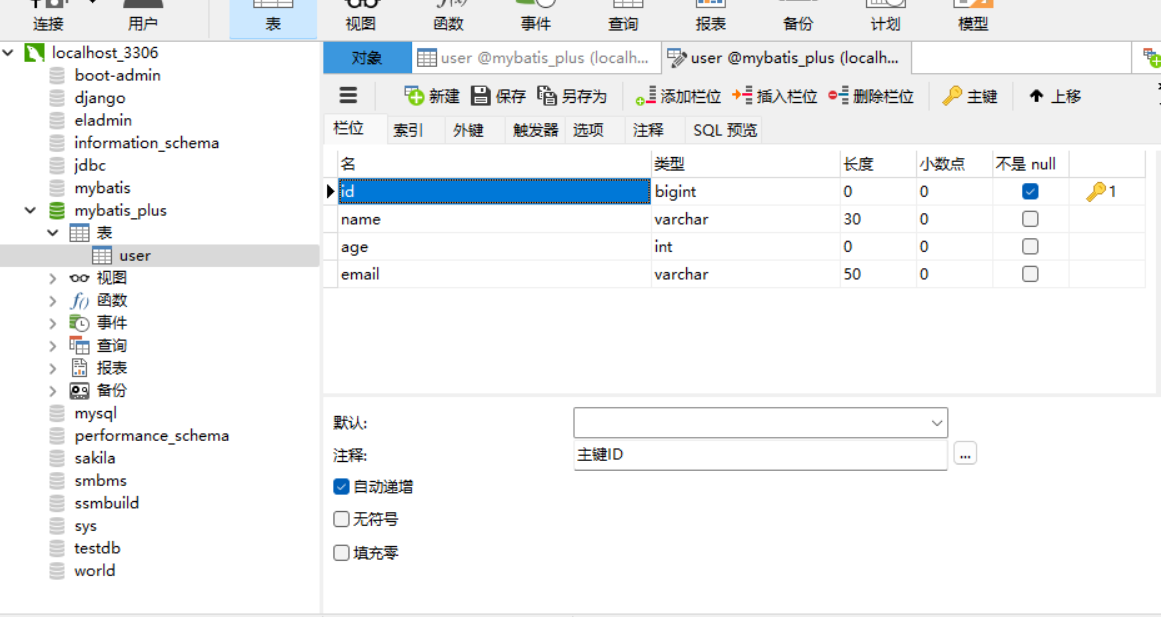 连接 用户 表 视图 函数 事件 查询 报表 备份 计划 模型
localhost_3306
boot-admin
django
eladmin
information_schema
jdbc
mybatis
mybatis_plus
表
user
视图
函数
事件
查询
报表
备份
mysql
performance_schema
sakila
smbms
ssmbuild
sys
testdb
world
对象 user @mybatis_plus (localh... user @mybatis_plus (localh...
新建 保存 另存为 添加栏位 插入栏位 删除栏位 主键 上移
栏位 索引 外键 触发器 选项 注释 SQL 预览
名 类型 长度 小数点 不是 null
id bigint 0 0 1
name varchar 30 0
age int 0 0
email varchar 50 0
默认:
注释: 主键ID ...
自动递增
无符号
填充零